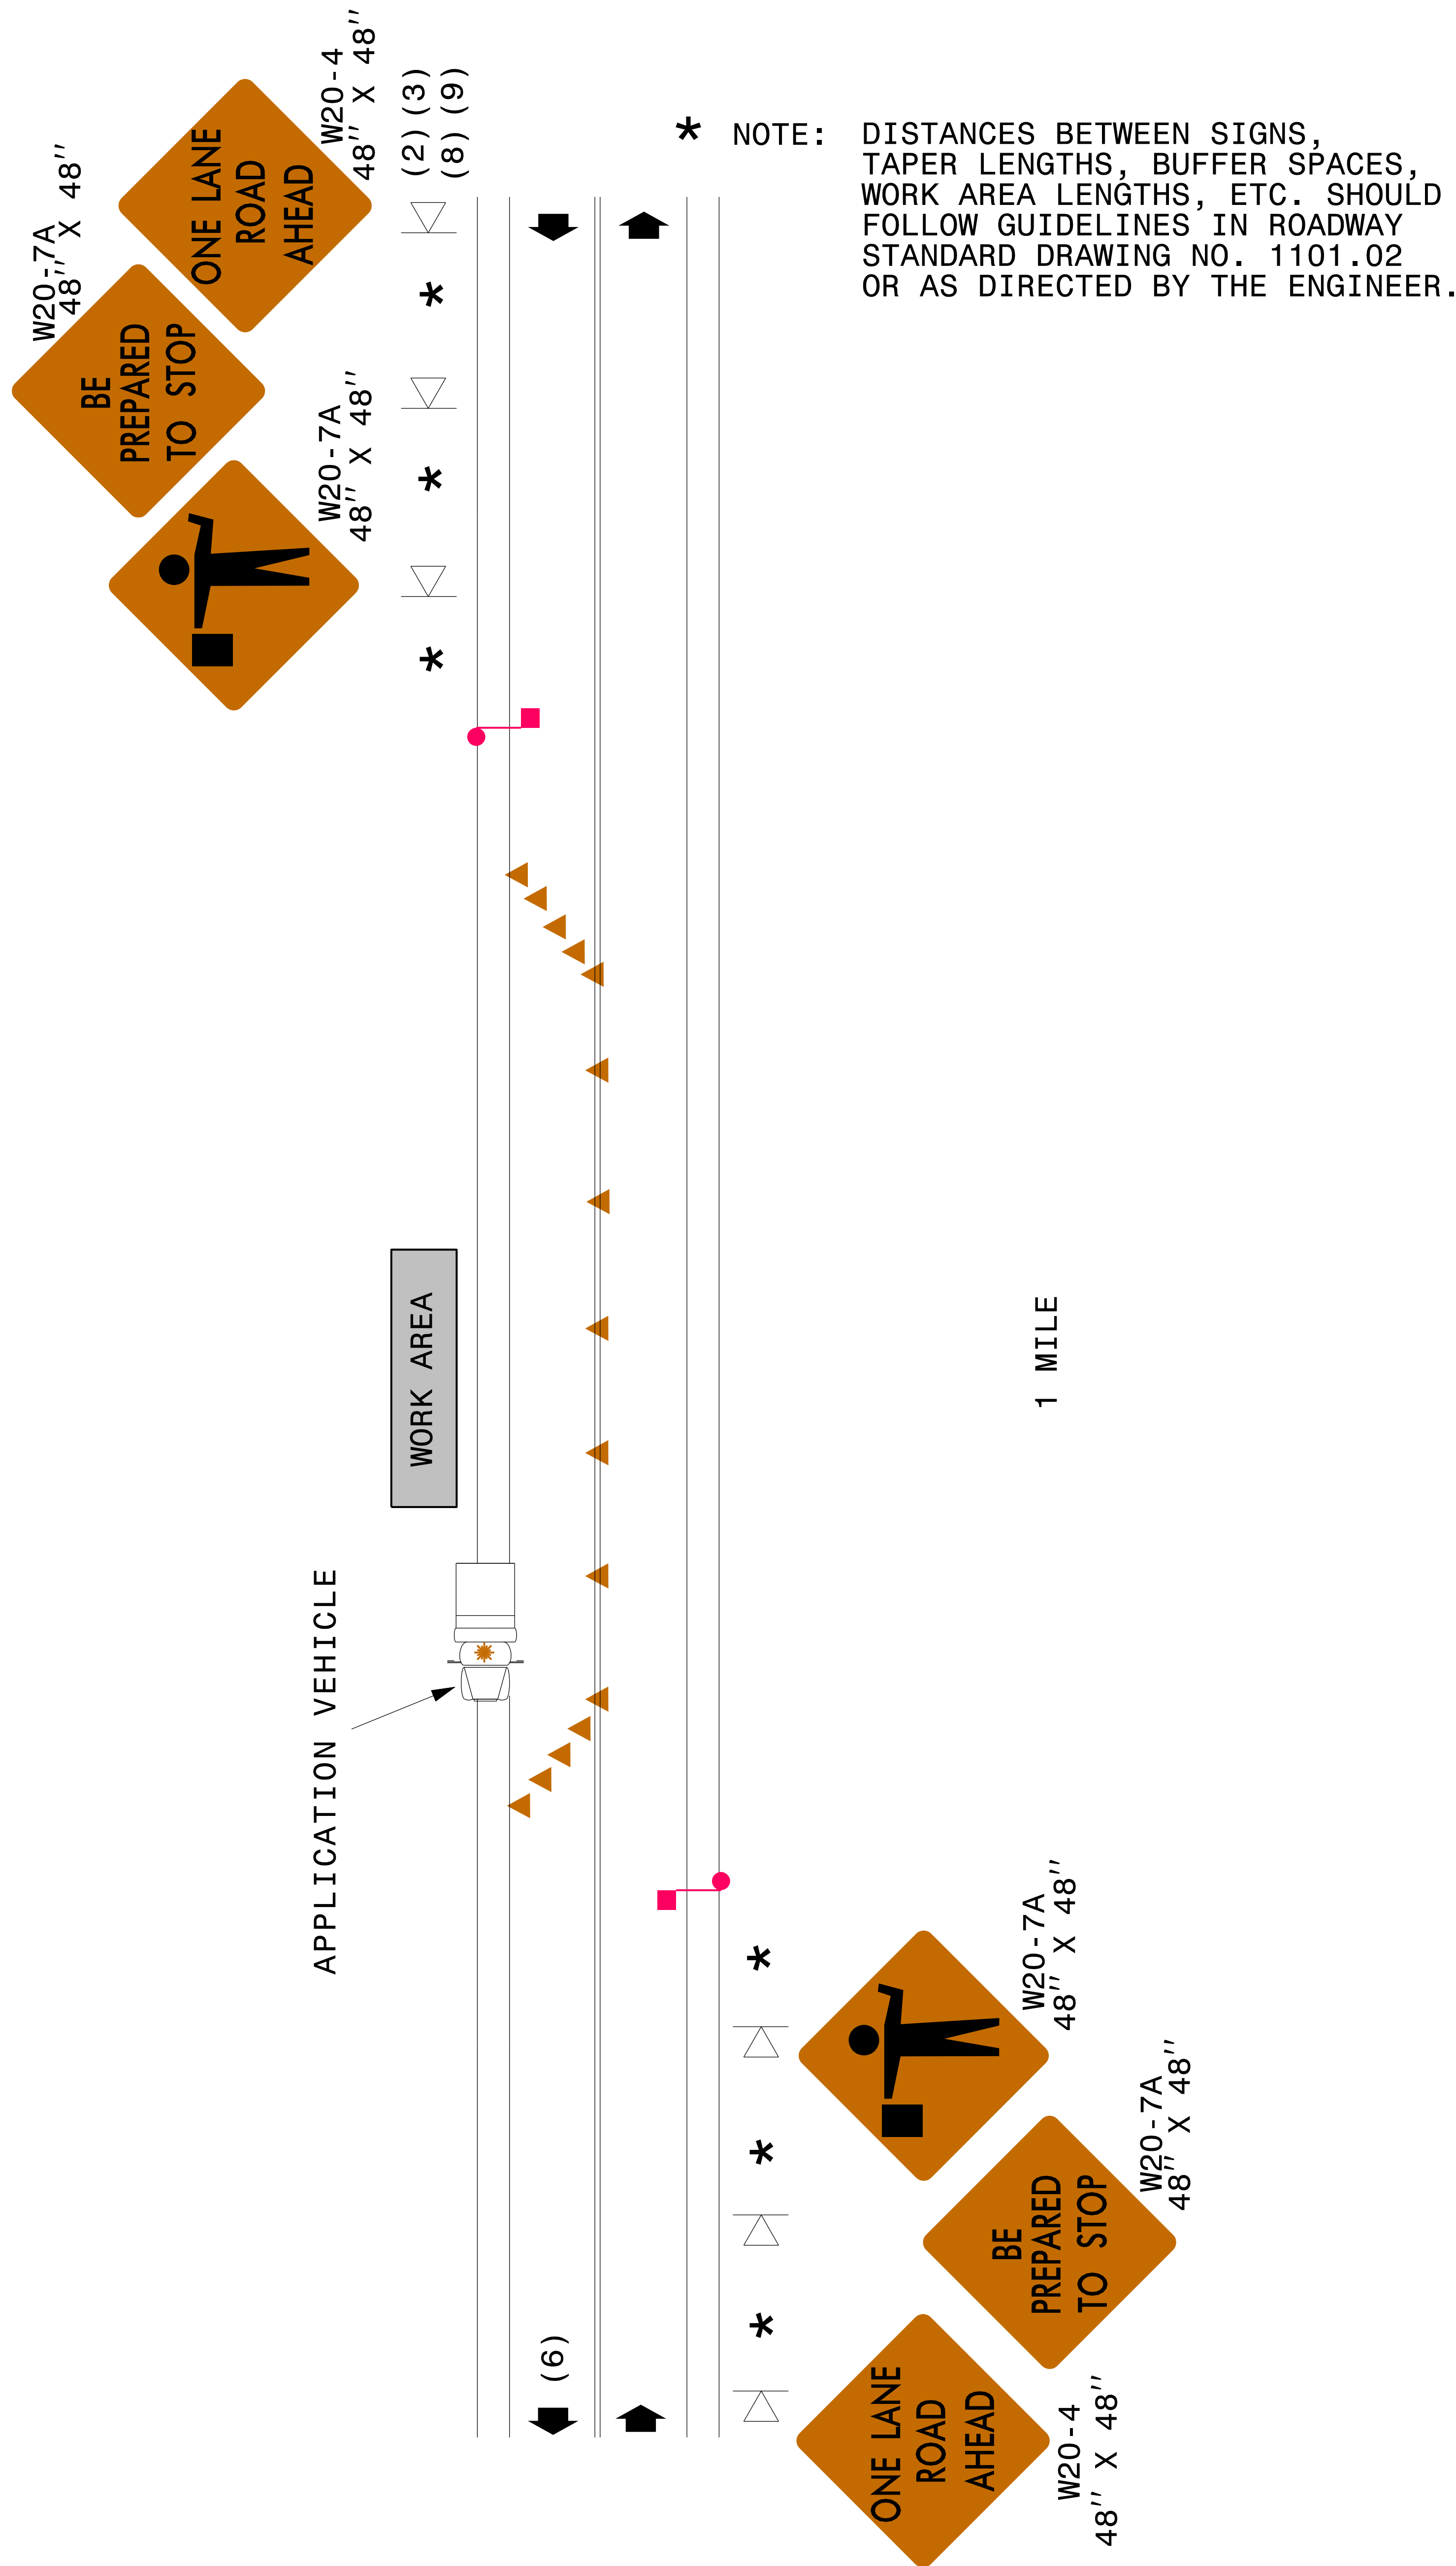 W20-7A
48'' X 48''
ONE LANE
ROAD
AHEAD
W20-4
48'' X 48''
(2)(3)
(8)(9)
BE
PREPARED
TO STOP
W20-7A
48'' X 48''
* NOTE: DISTANCES BETWEEN SIGNS,
TAPER LENGTHS, BUFFER SPACES,
WORK AREA LENGTHS, ETC. SHOULD
FOLLOW GUIDELINES IN ROADWAY
STANDARD DRAWING NO. 1101.02
OR AS DIRECTED BY THE ENGINEER.
*
*
*
WORK AREA
1 MILE
APPLICATION VEHICLE
*
W20-7A
48'' X 48''
*
BE
PREPARED
TO STOP
W20-7A
48'' X 48''
*
(6)
ONE LANE
ROAD
AHEAD
W20-4
48'' X 48''